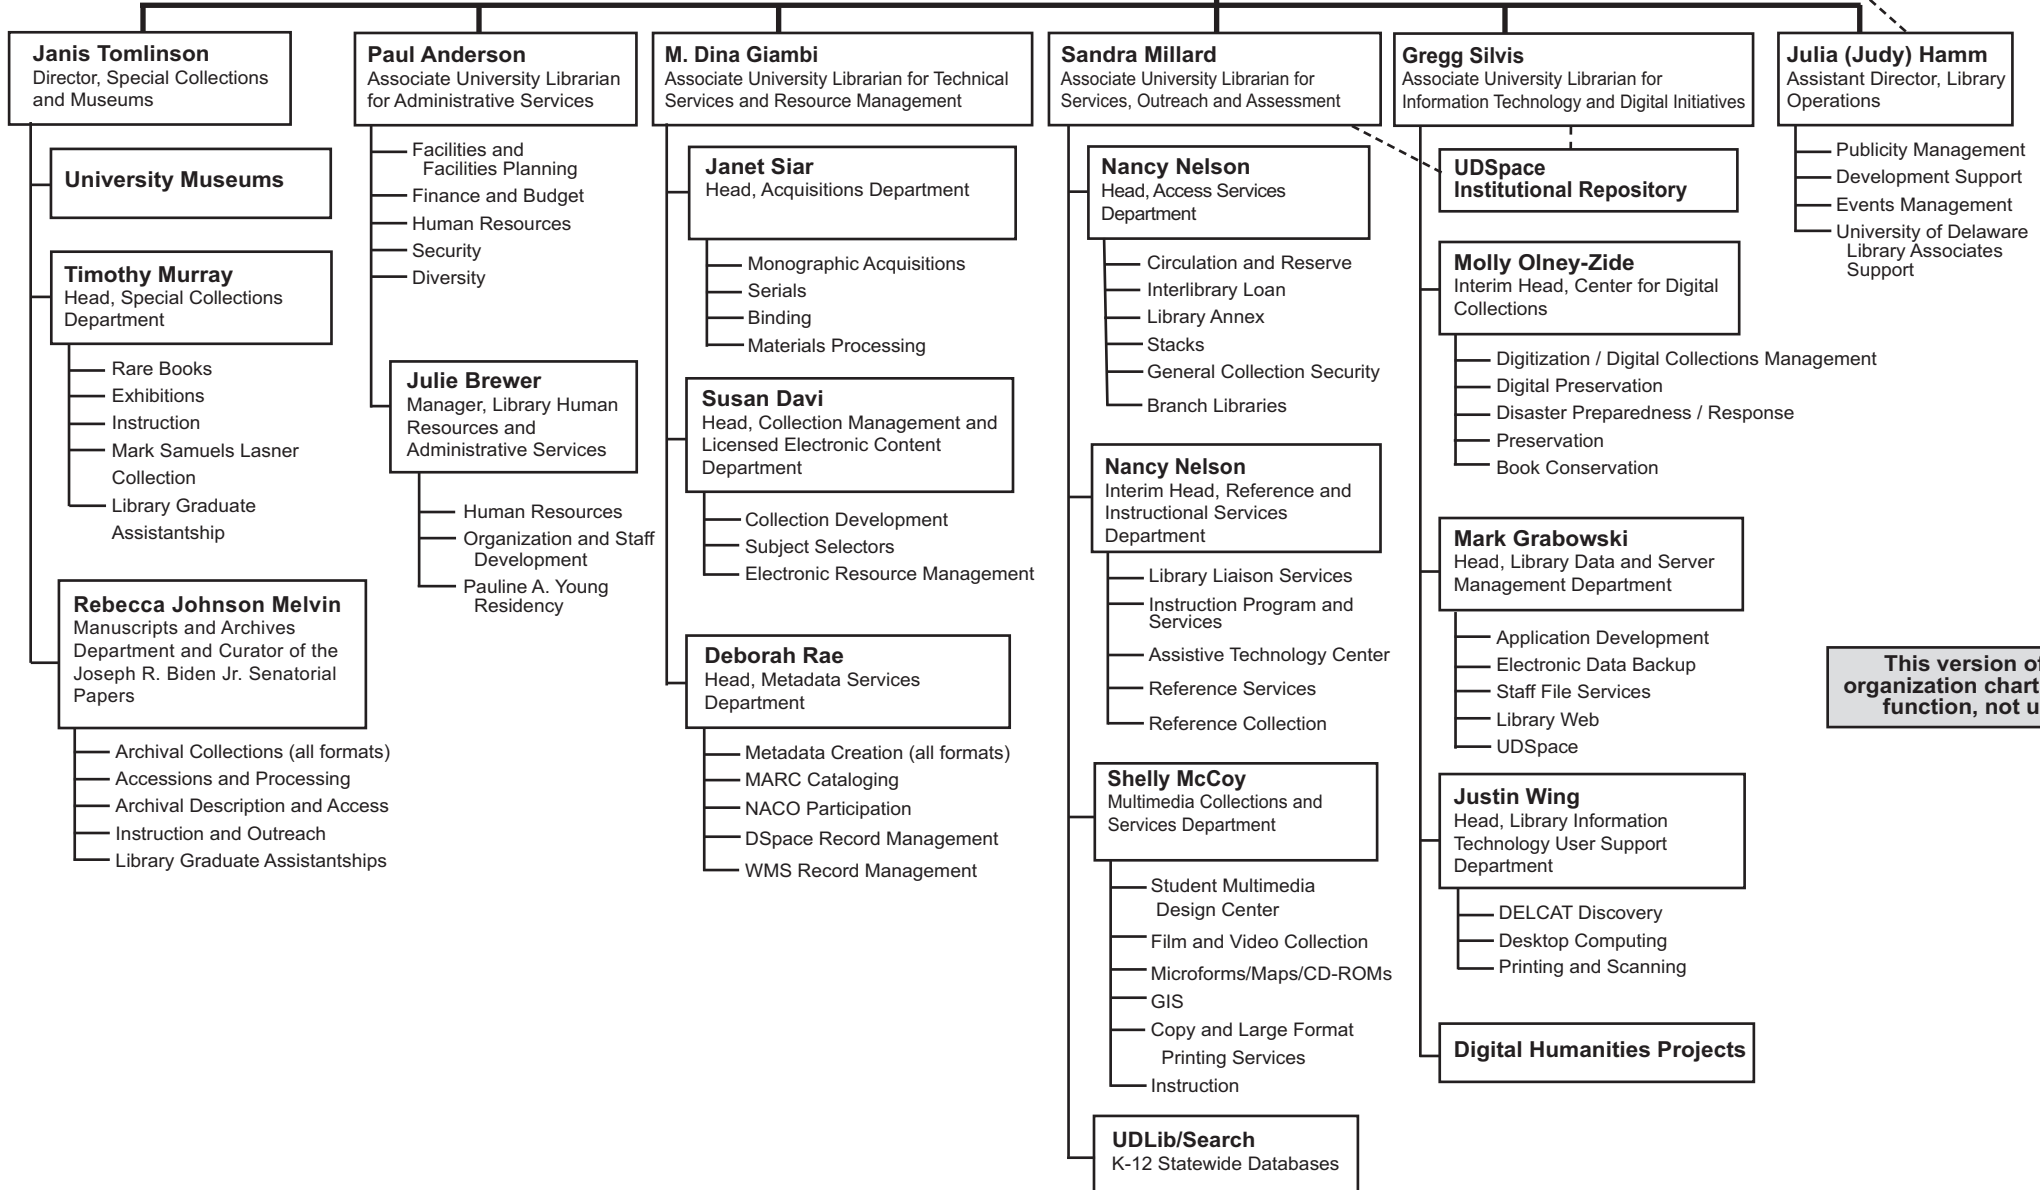 Janis Tomlinson
Director, Special Collections
and Museums
University Museums
Timothy Murray
Head, Special Collections
Department
Rare Books
Exhibitions
Instruction
Mark Samuels Lasner
Collection
Library Graduate
Assistantship
Rebecca Johnson Melvin
Manuscripts and Archives
Department and Curator of the
Joseph R. Biden Jr. Senatorial
Papers
Archival Collections (all formats)
Accessions and Processing
Archival Description and Access
Instruction and Outreach
Library Graduate Assistantships
Paul Anderson
Associate University Librarian
for Administrative Services
Facilities and
Facilities Planning
Finance and Budget
Human Resources
Security
Diversity
Julie Brewer
Manager, Library Human
Resources and
Administrative Services
Human Resources
Organization and Staff
Development
Pauline A. Young
Residency
M. Dina Giambi
Associate University Librarian for Technical
Services and Resource Management
Janet Siar
Head, Acquisitions Department
Monographic Acquisitions
Serials
Binding
Materials Processing
Susan Davi
Head, Collection Management and
Licensed Electronic Content
Department
Collection Development
Subject Selectors
Electronic Resource Management
Deborah Rae
Head, Metadata Services
Department
Metadata Creation (all formats)
MARC Cataloging
NACO Participation
DSpace Record Management
WMS Record Management
Sandra Millard
Associate University Librarian for
Services, Outreach and Assessment
Nancy Nelson
Head, Access Services
Department
Circulation and Reserve
Interlibrary Loan
Library Annex
Stacks
General Collection Security
Branch Libraries
Nancy Nelson
Interim Head, Reference and
Instructional Services
Department
Library Liaison Services
Instruction Program and
Services
Assistive Technology Center
Reference Services
Reference Collection
Shelly McCoy
Multimedia Collections and
Services Department
Student Multimedia
Design Center
Film and Video Collection
Microforms/Maps/CD-ROMs
GIS
Copy and Large Format
Printing Services
Instruction
UDLib/Search
K-12 Statewide Databases
Gregg Silvis
Associate University Librarian for
Information Technology and Digital Initiatives
UDSpace
Institutional Repository
Molly Olney-Zide
Interim Head, Center for Digital
Collections
Digitization / Digital Collections Management
Digital Preservation
Disaster Preparedness / Response
Preservation
Book Conservation
Mark Grabowski
Head, Library Data and Server
Management Department
Application Development
Electronic Data Backup
Staff File Services
Library Web
UDSpace
Justin Wing
Head, Library Information
Technology User Support
Department
DELCAT Discovery
Desktop Computing
Printing and Scanning
Digital Humanities Projects
Julia (Judy) Hamm
Assistant Director, Library
Operations
Publicity Management
Development Support
Events Management
University of Delaware
Library Associates
Support
This version of
organization chart
function, not